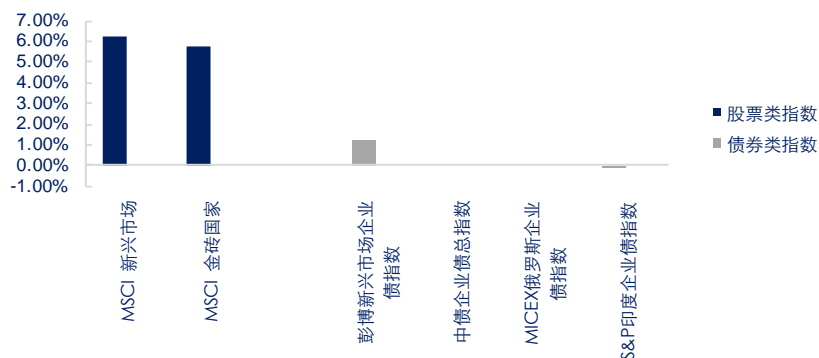 7.00%
6.00%
5.00%
4.00%
3.00%
2.00%
1.00%
0.00%
-1.00%
股票类指数
债券类指数
MSCI 新兴市场
MSCI 金砖国家
彭博新兴市场企业
债指数
中债企业债总指数
MICEX俄罗斯企业
债指数
S&P印度企业债指数